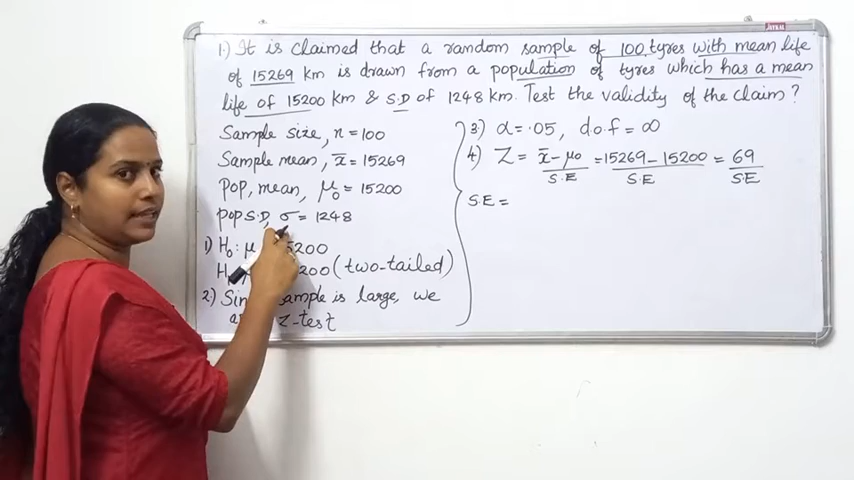 1.) It is claimed that a random sample of 100 tyres with mean life
of 15269 km is drawn from a population of tyres which has a mean
life of 15200 km & S.D of 1248 km. Test the validity of the claim?
Sample size, n = 100
Sample mean, x̄ = 15269
Pop, mean, μ₀ = 15200
pop S.D, σ = 1248
1) H₀: μ 5200
H 200 (two-tailed)
2) Sin sample is large, we
z-test
3) α = .05, d.o.f = ∞
4) Z = x̄ - μ₀ / S.E = 15269 - 15200 / S.E = 69 / S.E
S.E =